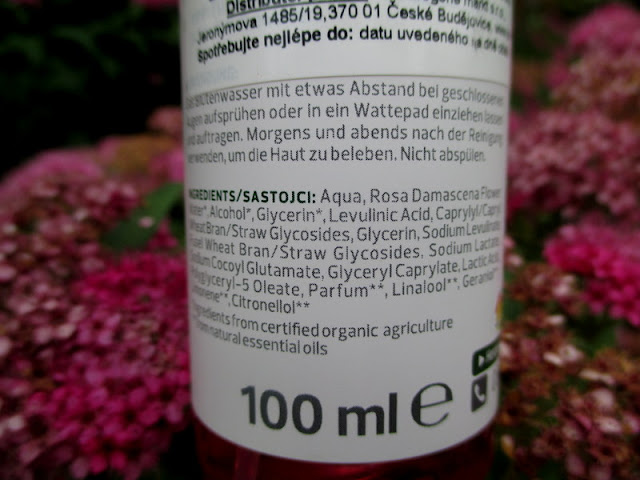 Distributor
Jeronýmova 1485/19, 370 01 České Budějovice
Spotřebujte nejlépe do: datu uvedeného
mit etwas Abstand bei geschlossenen
aufsprühen oder in ein Wattepad einziehen lassen
auftragen. Morgens und abends nach der Reinigung
um die Haut zu beleben. Nicht abspülen.
INGREDIENTS/SASTOJCI: Aqua, Rosa Damascena Flower
Alcohol*, Glycerin*, Levulinic Acid, Caprylyl/Capryl
Wheat Bran/Straw Glycosides, Glycerin, Sodium Levulinate,
Wheat Bran/Straw Glycosides, Sodium Lactate,
Sodium Cocoyl Glutamate, Glyceryl Caprylate, Lactic Acid,
Polyglyceryl-5 Oleate, Parfum**, Linalool**, Geraniol**
Citronellol**
from certified organic agriculture
from natural essential oils
100 ml e